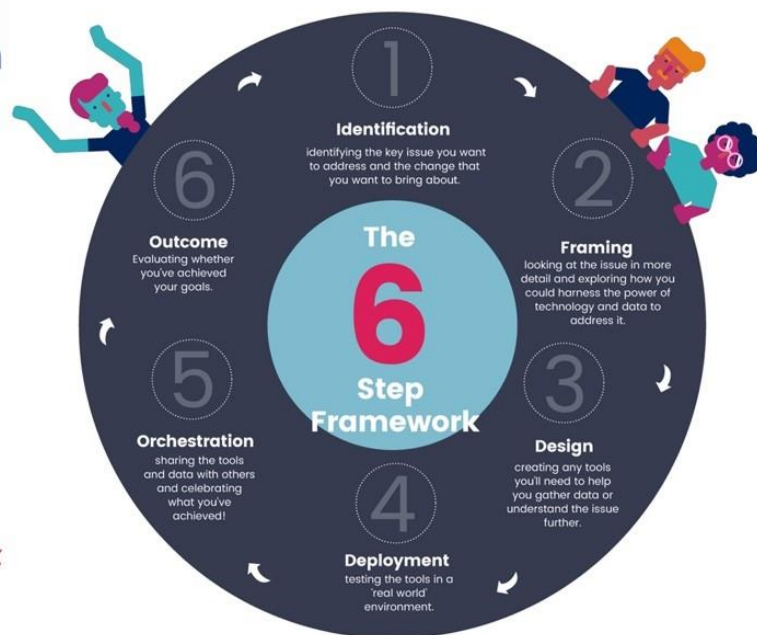 1
Identification
identifying the key issue you want
to address and the change that
you want to bring about.
2
Framing
looking at the issue in more
detail and exploring how you
could harness the power of
technology and data to
address it.
3
Design
creating any tools
you'll need to help
you gather data or
understand the issue
further.
4
Deployment
testing the tools in a
'real world'
environment.
5
Orchestration
sharing the tools
and data with others
and celebrating
what you've
achieved!
6
Outcome
Evaluating whether
you've achieved
your goals.
The
6
Step
Framework